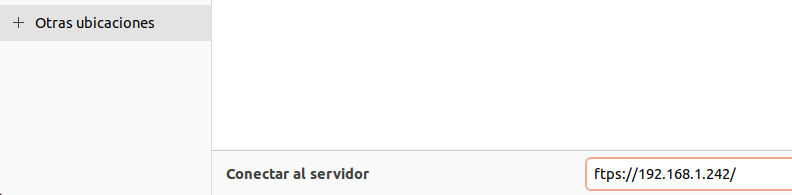 Otras ubicaciones
Conectar al servidor
ftps://192.168.1.242/